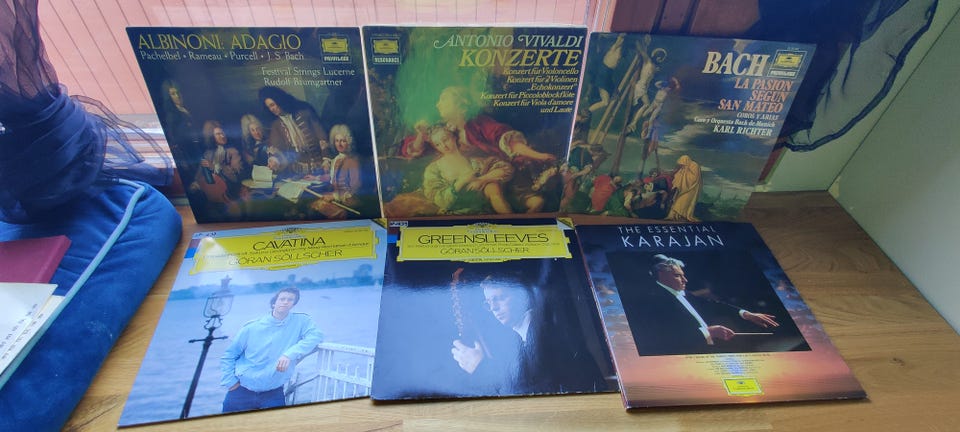 ALBINONI: ADAGIO
Pachelbel • Rameau • Purcell • J. S. Bach
Festival Strings Lucerne
Rudolf Baumgartner
PRIVILEGE
RESONANCE
ANTONIO VIVALDI
KONZERTE
Konzert für Violoncello
Konzert für 2 Violinen
„Echokonzert"
Konzert für Piccoloblockflöte
Konzert für Viola d'amore
und Laute
BACH
LA PASION
SEGUN
SAN MATEO
COROS Y ARIAS
Coro y Orquesta Bach de Munich
KARL RICHTER
PRIVILEGE
CAVATINA
GÖRAN SÖLLSCHER
GREENSLEEVES
GÖRAN SÖLLSCHER
THE ESSENTIAL
KARAJAN